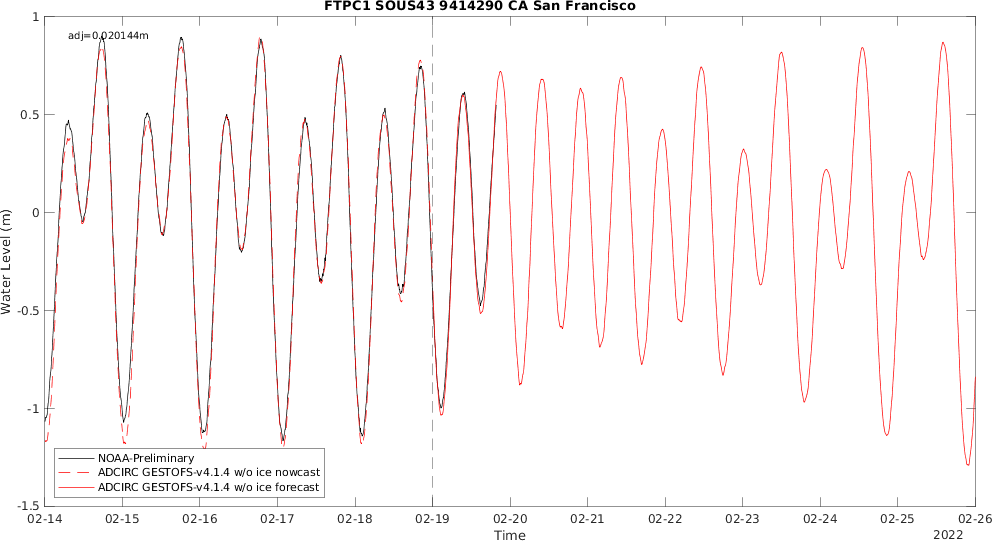 FTPC1 SOUS43 9414290 CA San Francisco
adj=0.020144m
1
0.5
0
-0.5
-1
-1.5
Water Level (m)
NOAA-Preliminary
ADCIRC GESTOFS-v4.1.4 w/o ice nowcast
ADCIRC GESTOFS-v4.1.4 w/o ice forecast
02-14 02-15 02-16 02-17 02-18 02-19 02-20 02-21 02-22 02-23 02-24 02-25 02-26
Time
2022